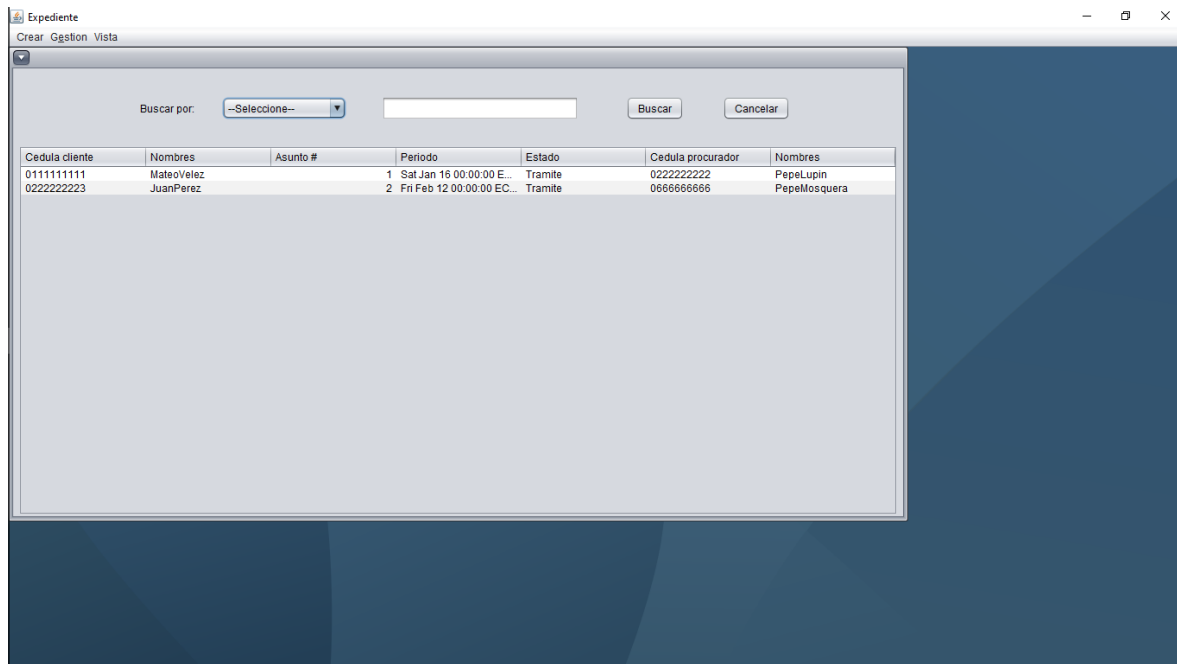 Expediente
Crear Gestion Vista
Buscar por: --Seleccione-- Buscar Cancelar
Cedula cliente Nombres Asunto # Periodo Estado Cedula procurador Nombres
0111111111 MateoVelez 1 Sat Jan 16 00:00:00 E... Tramite 0222222222 PepeLupin
0222222223 JuanPerez 2 Fri Feb 12 00:00:00 EC... Tramite 0666666666 PepeMosquera